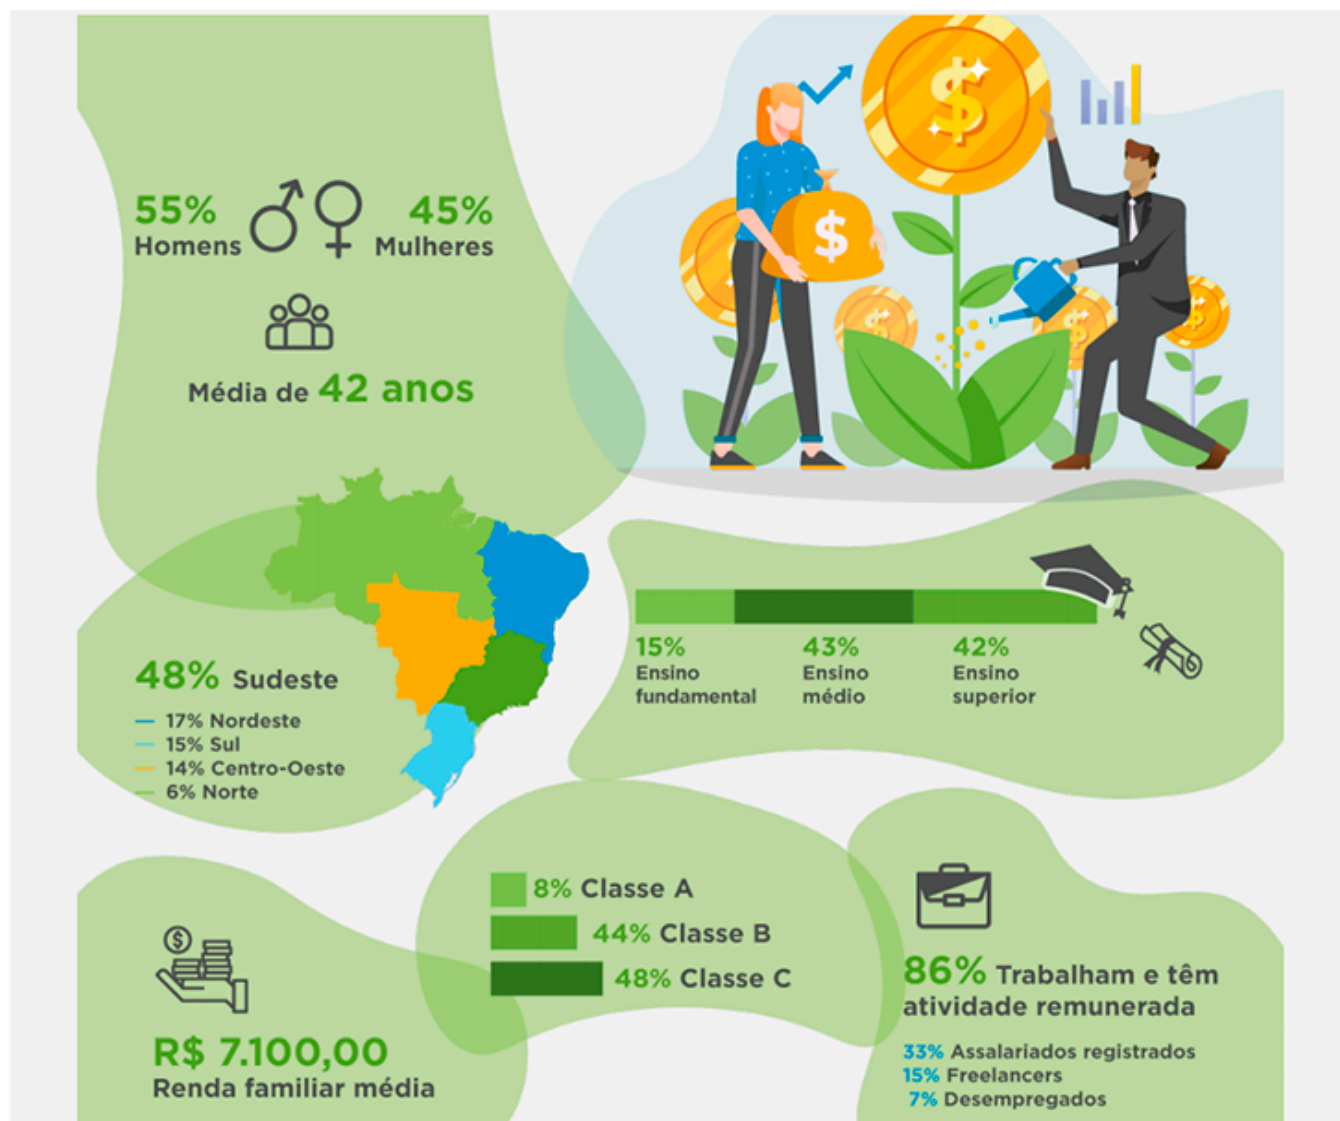 55%
Homens
45%
Mulheres
Média de 42 anos
48% Sudeste
17% Nordeste
15% Sul
14% Centro-Oeste
6% Norte
15%
Ensino
fundamental
43%
Ensino
médio
42%
Ensino
superior
8% Classe A
44% Classe B
48% Classe C
R$ 7.100,00
Renda familiar média
86% Trabalham e têm
atividade remunerada
33% Assalariados registrados
15% Freelancers
7% Desempregados